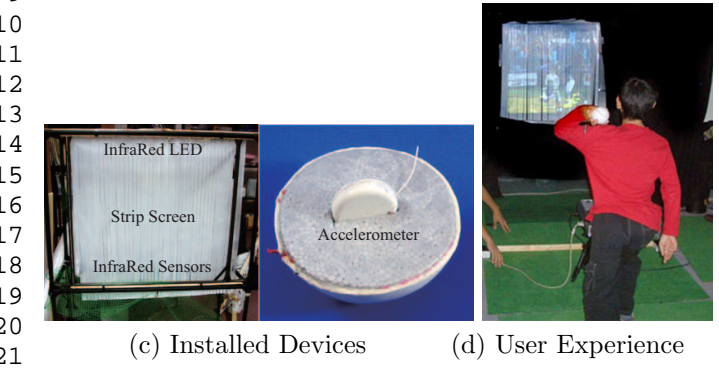 10
11
12
13
14
15
16
17
18
19
20
21
InfraRed LED
Strip Screen
InfraRed Sensors
Accelerometer
(c) Installed Devices
(d) User Experience